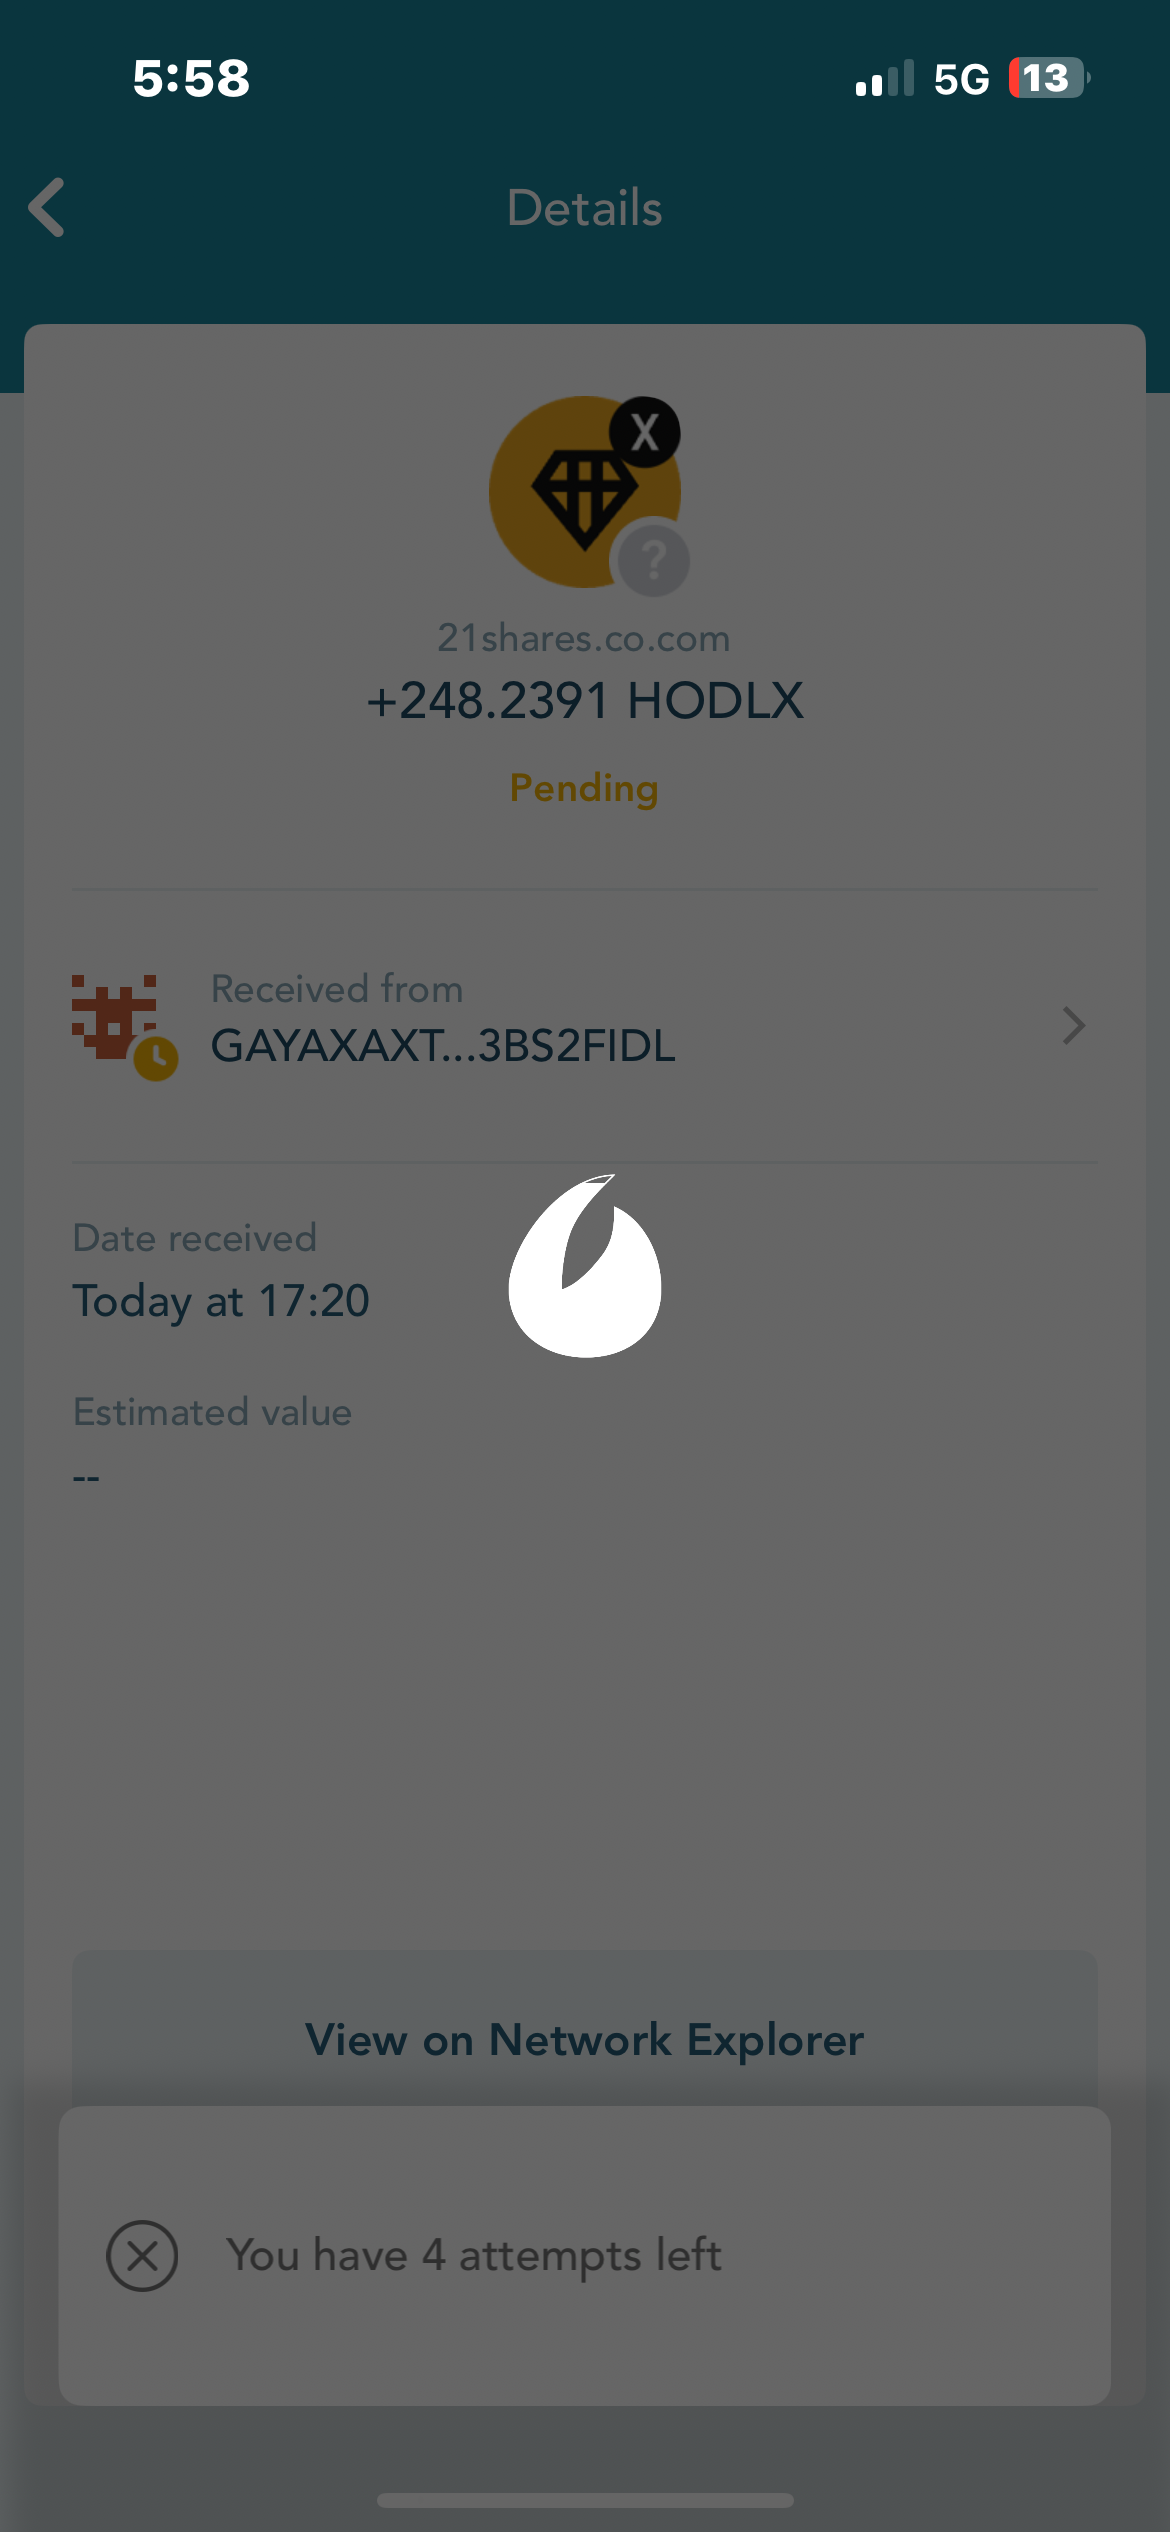 5:58
5G 13
Details
X
?
21shares.co.com
+248.2391 HODLX
Pending
Received from
GAYAXAXT...3BS2FIDL
Date received
Today at 17:20
Estimated value
--
View on Network Explorer
You have 4 attempts left